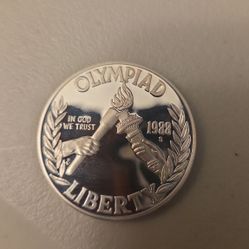 OLYMPIAD
IN GOD
WE TRUST
1988
S
LIBERTY